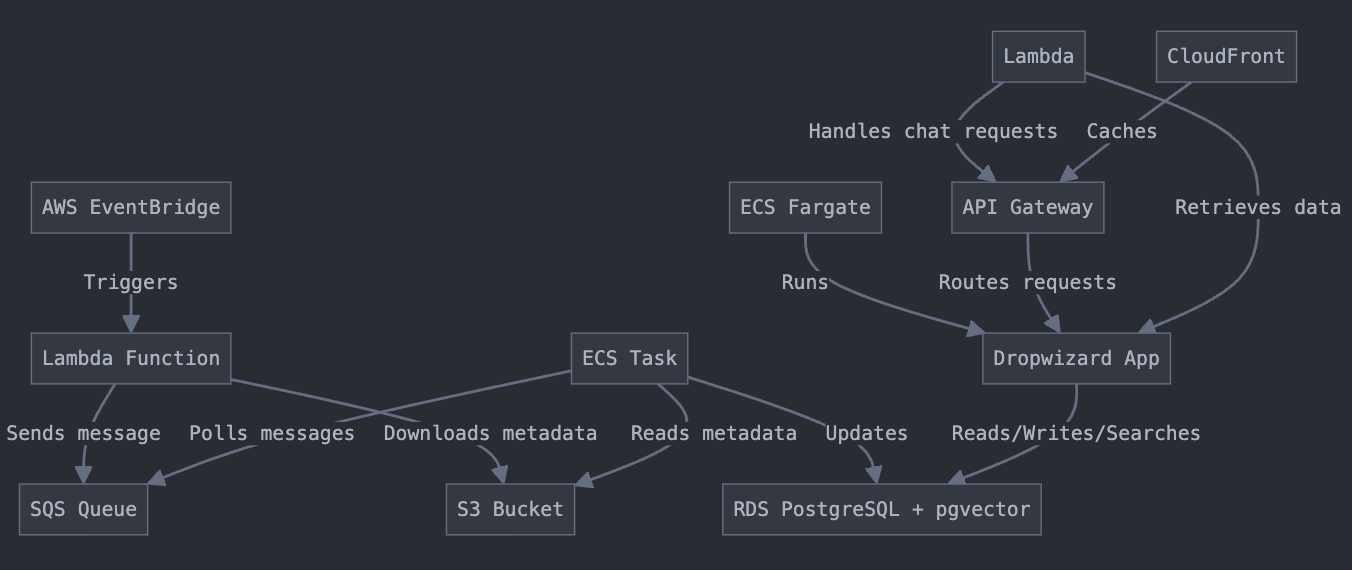 Lambda
CloudFront
Handles chat requests
Caches
AWS EventBridge
ECS Fargate
API Gateway
Retrieves data
Triggers
Runs
Routes requests
Lambda Function
ECS Task
Dropwizard App
Sends message
Polls messages
Downloads metadata
Reads metadata
Updates
Reads/Writes/Searches
SQS Queue
S3 Bucket
RDS PostgreSQL + pgvector